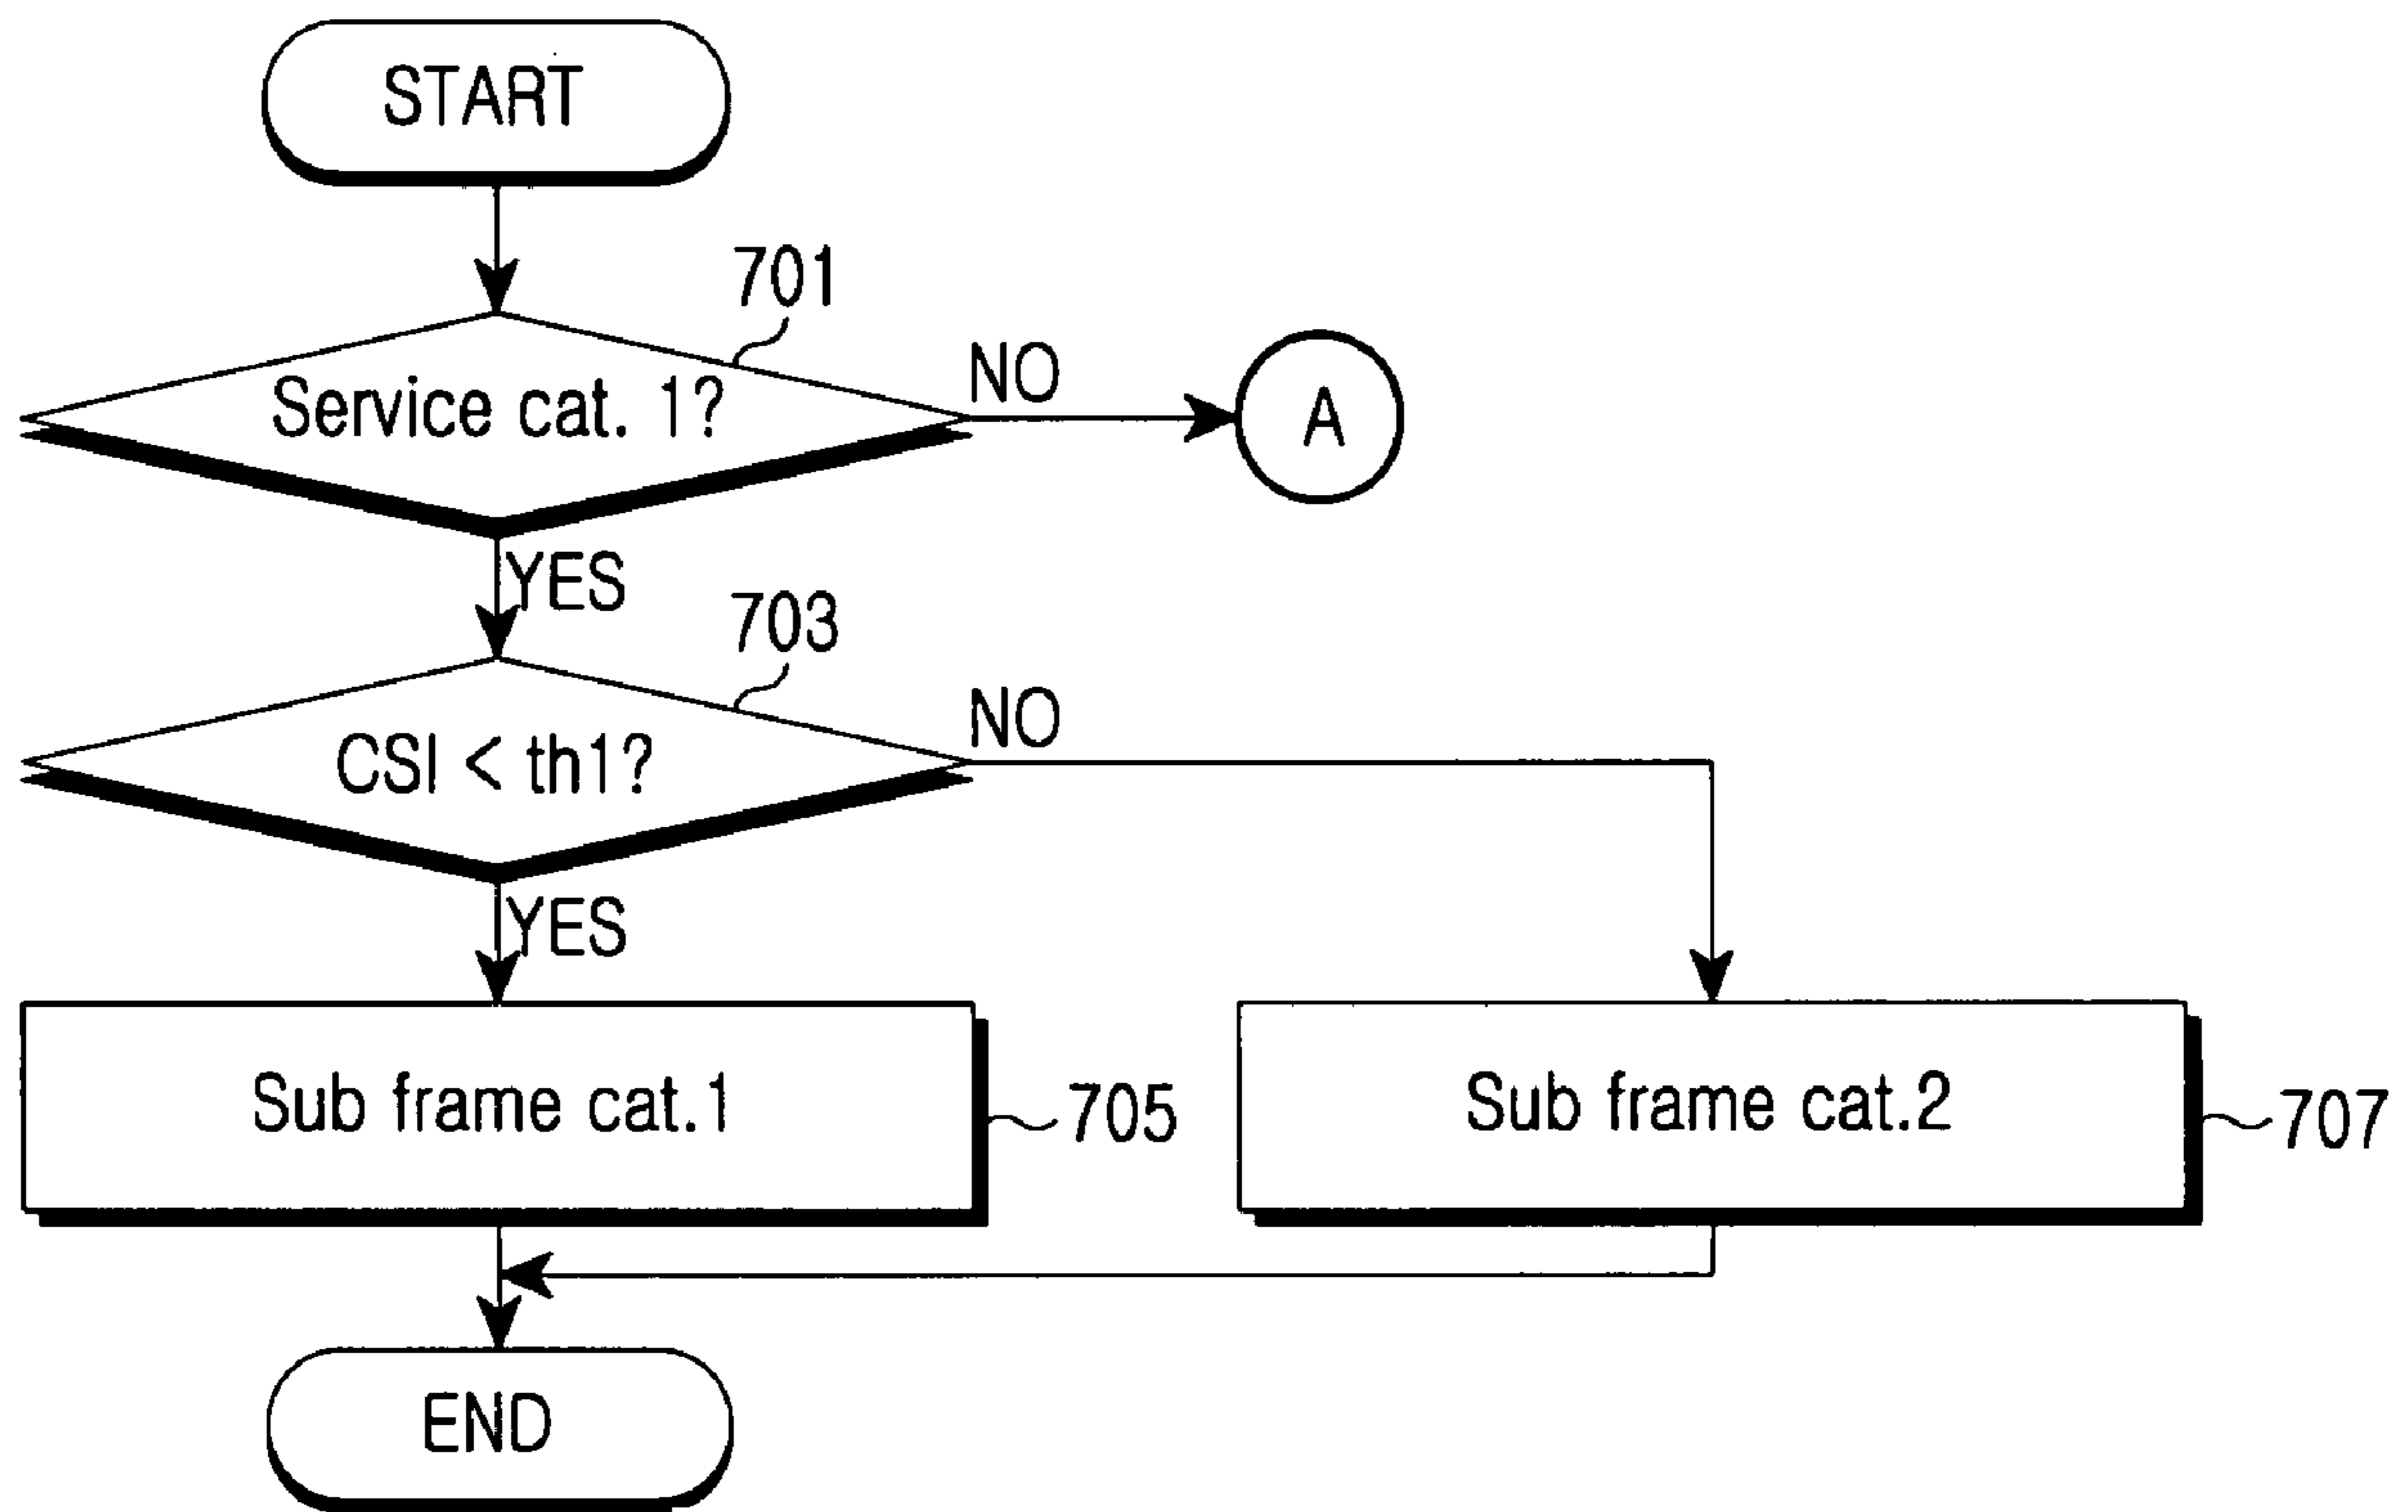 START
701
Service cat. 1?
NO
A
YES
703
CSI < th1?
NO
YES
Sub frame cat.1
705
Sub frame cat.2
707
END